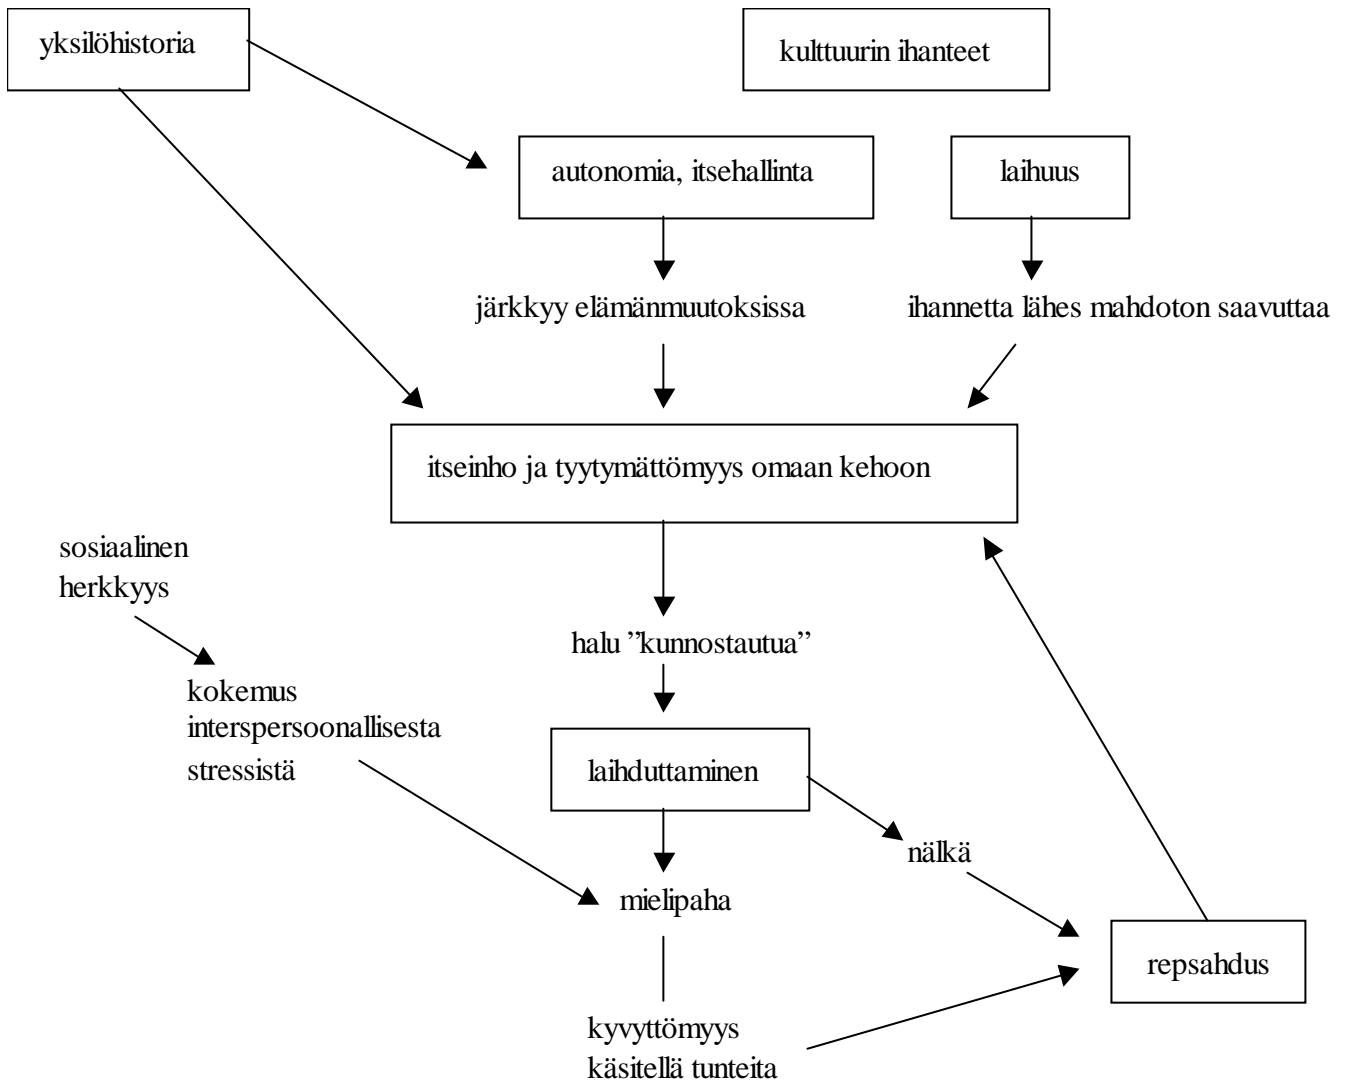 yksilöhistoria
kulttuurin ihanteet
autonomia, itsehallinta
laihuus
järkkyy elämänmuutoksissa
ihannetta lähes mahdoton saavuttaa
itseinho ja tyytymättömyys omaan kehoon
sosiaalinen
herkkyys
halu ”kunnostautua”
kokemus
interspersoonallisesta
stressistä
laihduttaminen
nälkä
mielipaha
repsahdus
kyvyttömyys
käsitellä tunteita